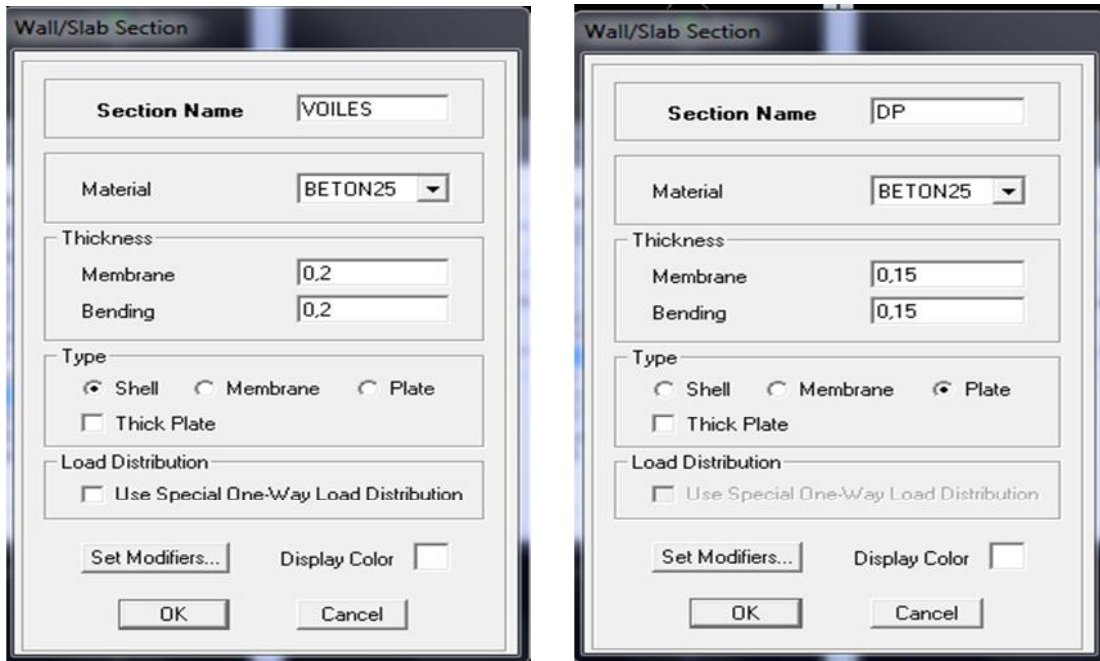 Wall/Slab Section
Section Name VOILES
Material BETON25
Thickness
Membrane 0,2
Bending 0,2
Type
Shell Membrane Plate
Thick Plate
Load Distribution
Use Special One-Way Load Distribution
Set Modifiers... Display Color
OK Cancel
Wall/Slab Section
Section Name DP
Material BETON25
Thickness
Membrane 0,15
Bending 0,15
Type
Shell Membrane Plate
Thick Plate
Load Distribution
Use Special One-Way Load Distribution
Set Modifiers... Display Color
OK Cancel